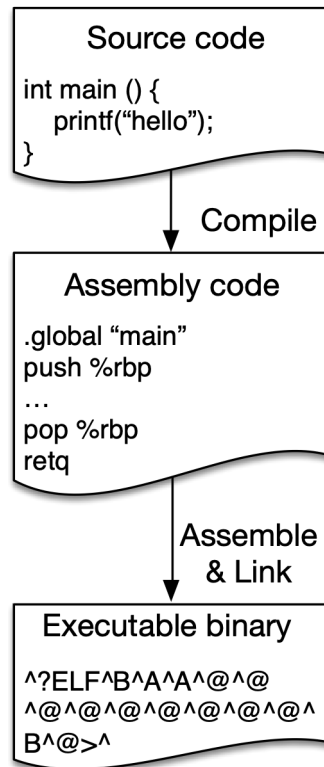 Source code
int main () {
printf(“hello”);
}
Compile
Assembly code
.global “main”
push %rbp
...
pop %rbp
retq
Assemble
& Link
Executable binary
^?ELF^B^A^A^@^@
^@^@^@^@^@^@^@^
B^@>^